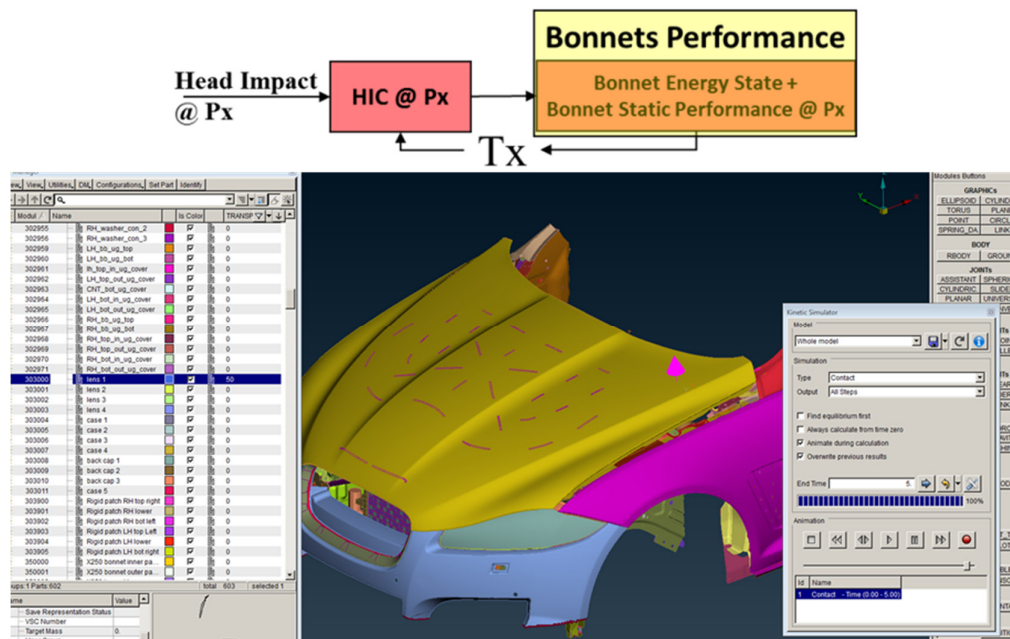 Bonnets Performance
Head Impact
@ Px
HIC @ Px
Bonnet Energy State +
Bonnet Static Performance @ Px
Tx
View, Utilities, DM, Configurations, Set Part Identify
Modul / Name Is Color TRANSP
302955 RH_washer_con_2 0
302956 RH_washer_con_3 0
302959 LH_bb_ug_top 0
302960 LH_bb_ug_bot 0
302961 lh_top_in_ug_cover 0
302962 LH_top_out_ug_cover 0
302963 CNT_bot_ug_cover 0
302964 LH_bot_in_ug_cover 0
302965 LH_bot_out_ug_cover 0
302966 RH_bb_ug_top 0
302967 RH_bb_ug_bot 0
302968 RH_top_in_ug_cover 0
302969 RH_top_out_ug_cover 0
302970 RH_bot_in_ug_cover 0
302971 RH_bot_out_ug_cover 0
303000 lens 1 50
303001 lens 2 0
303002 lens 3 0
303003 lens 4 0
303004 case 1 0
303005 case 2 0
303006 case 3 0
303007 case 4 0
303008 back cap 1 0
303009 back cap 2 0
303010 back cap 3 0
303011 case 5 0
303900 Rigid patch RH top right 0
303901 Rigid patch RH lower 0
303902 Rigid patch RH bot left 0
303903 Rigid patch LH top Left 0
303904 Rigid patch LH lower 0
303905 Rigid patch LH bot right 0
350000 X250 bonnet inner pa... 0
X250 bonnet outer pa... 0
Parts:602 total 603 selected 1
Value
Save Representation Status
VSC Number
Target Mass 0.
Modules Buttons
GRAPHICs
ELLIPSOID
TORUS
POINT
SPRING_DA.
BODY
RBODY
JOINTs
ASSISTANT
CYLINDRIC
PLANAR
Kinetic Simulator
Model
Whole model
Simulation
Type Contact
Output All Steps
Find equilibrium first
Always calculate from time zero
Animate during calculation
Overwrite previous results
End Time 5.
100%
Animation
Id Name
1 Contact - Time (0.00 - 5.00)